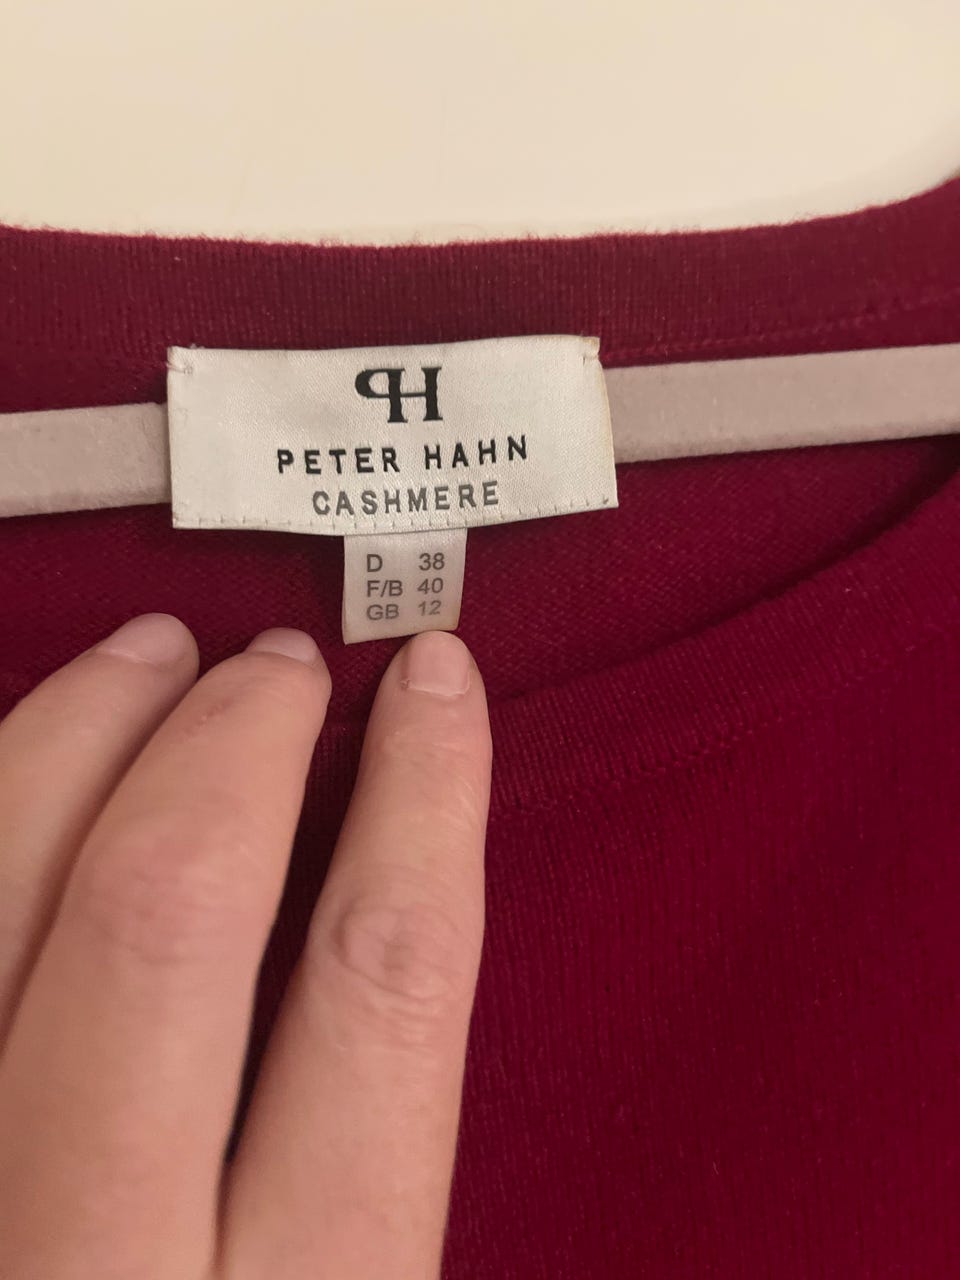 PH
PETER HAHN
CASHMERE
D 38
F/B 40
GB 12